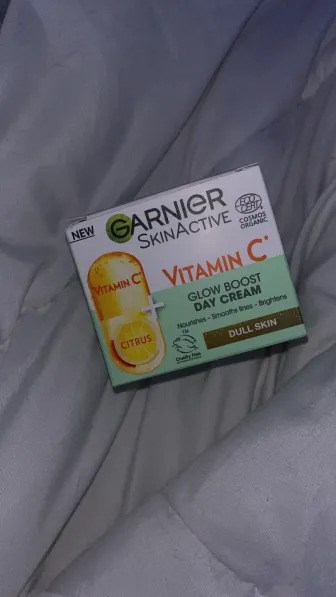 NEW
GARNIER
SKINACTIVE
ECO
CERT
COSMOS
ORGANIC
VITAMIN C*
GLOW BOOST
DAY CREAM
Nourishes - Smooths lines - Brightens
DULL SKIN
Cruelty Free
VITAMIN C*
+
CITRUS